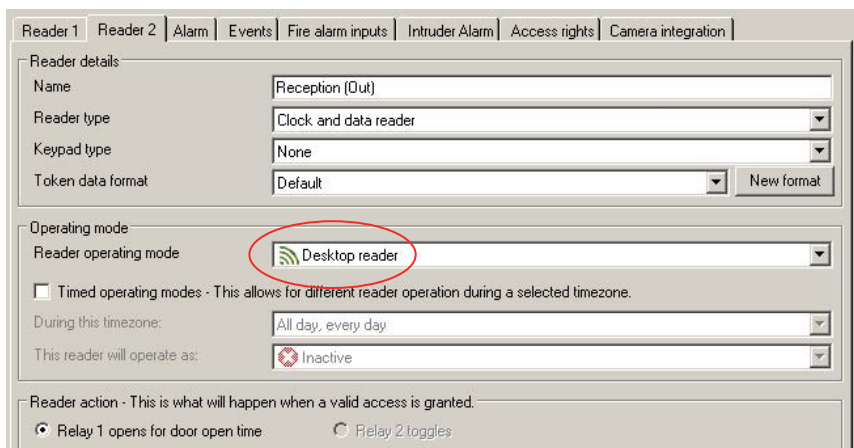 Reader 1 Reader 2 Alarm Events Fire alarm inputs Intruder Alarm Access rights Camera integration
Reader details
Name Reception (Out)
Reader type Clock and data reader
Keypad type None
Token data format Default New format
Operating mode
Reader operating mode Desktop reader
Timed operating modes - This allows for different reader operation during a selected timezone.
During this timezone: All day, every day
This reader will operate as: Inactive
Reader action - This is what will happen when a valid access is granted.
Relay 1 opens for door open time Relay 2 toggles